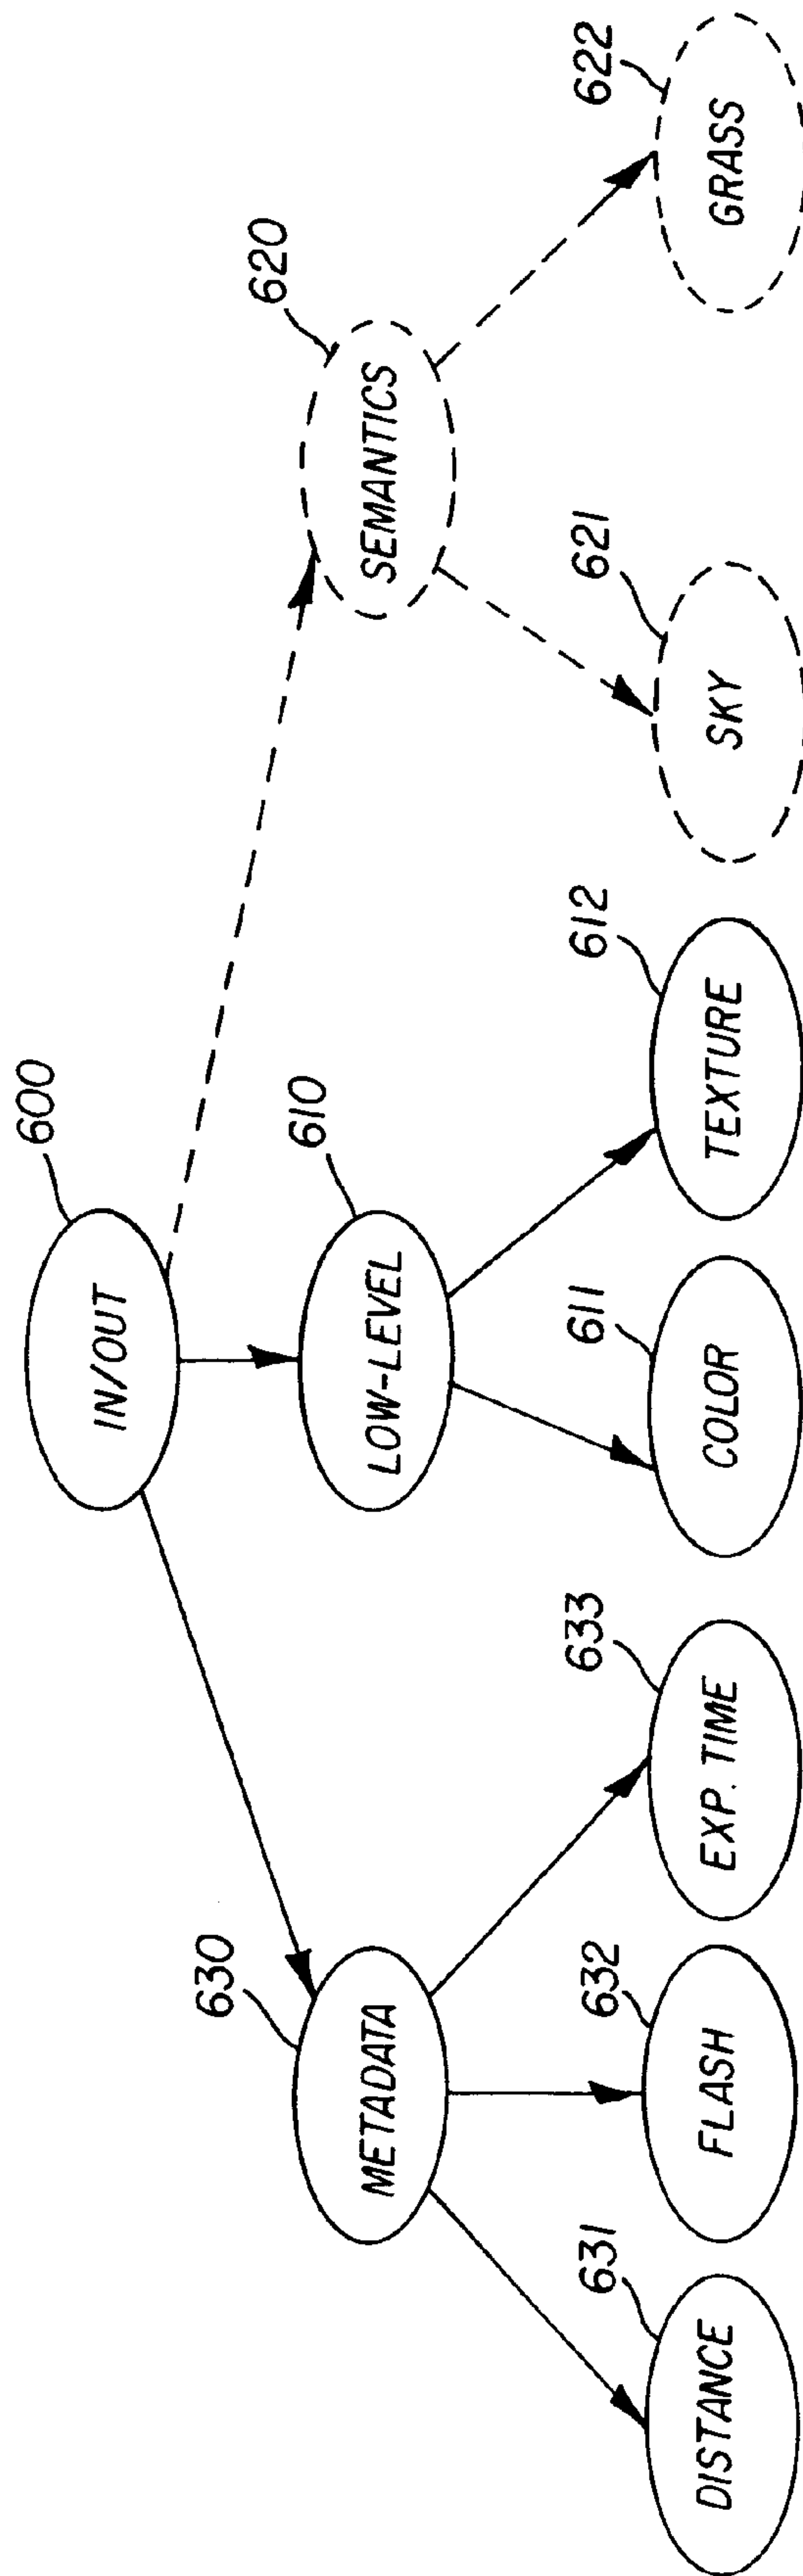 600
IN/OUT
630
METADATA
610
LOW-LEVEL
620
SEMANTICS
631
DISTANCE
632
FLASH
633
EXP. TIME
611
COLOR
612
TEXTURE
621
SKY
622
GRASS